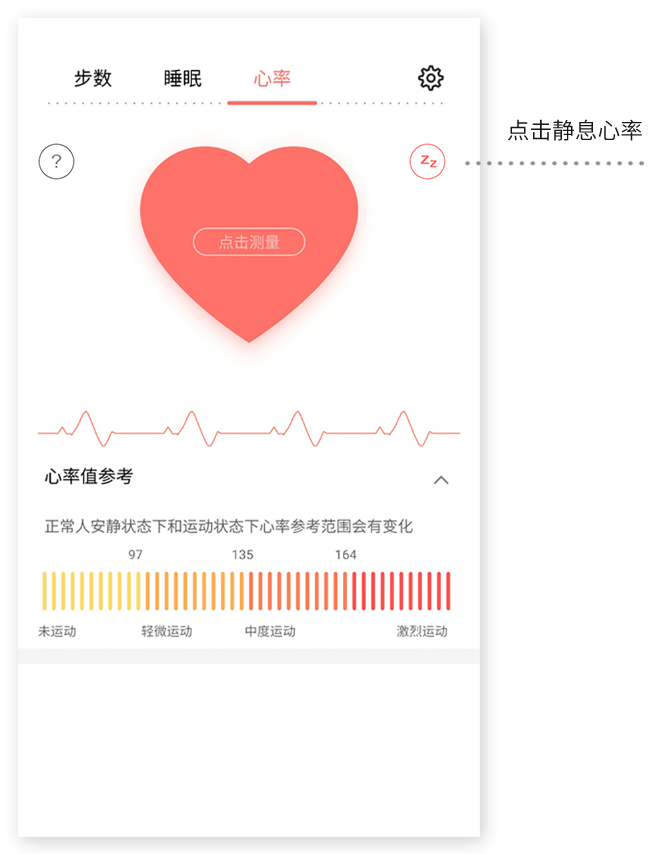 步数 睡眠 心率
点击静息心率
?
zz
点击测量
心率值参考
正常人安静状态下和运动状态下心率参考范围会有变化
97 135 164
未运动 轻微运动 中度运动 激烈运动